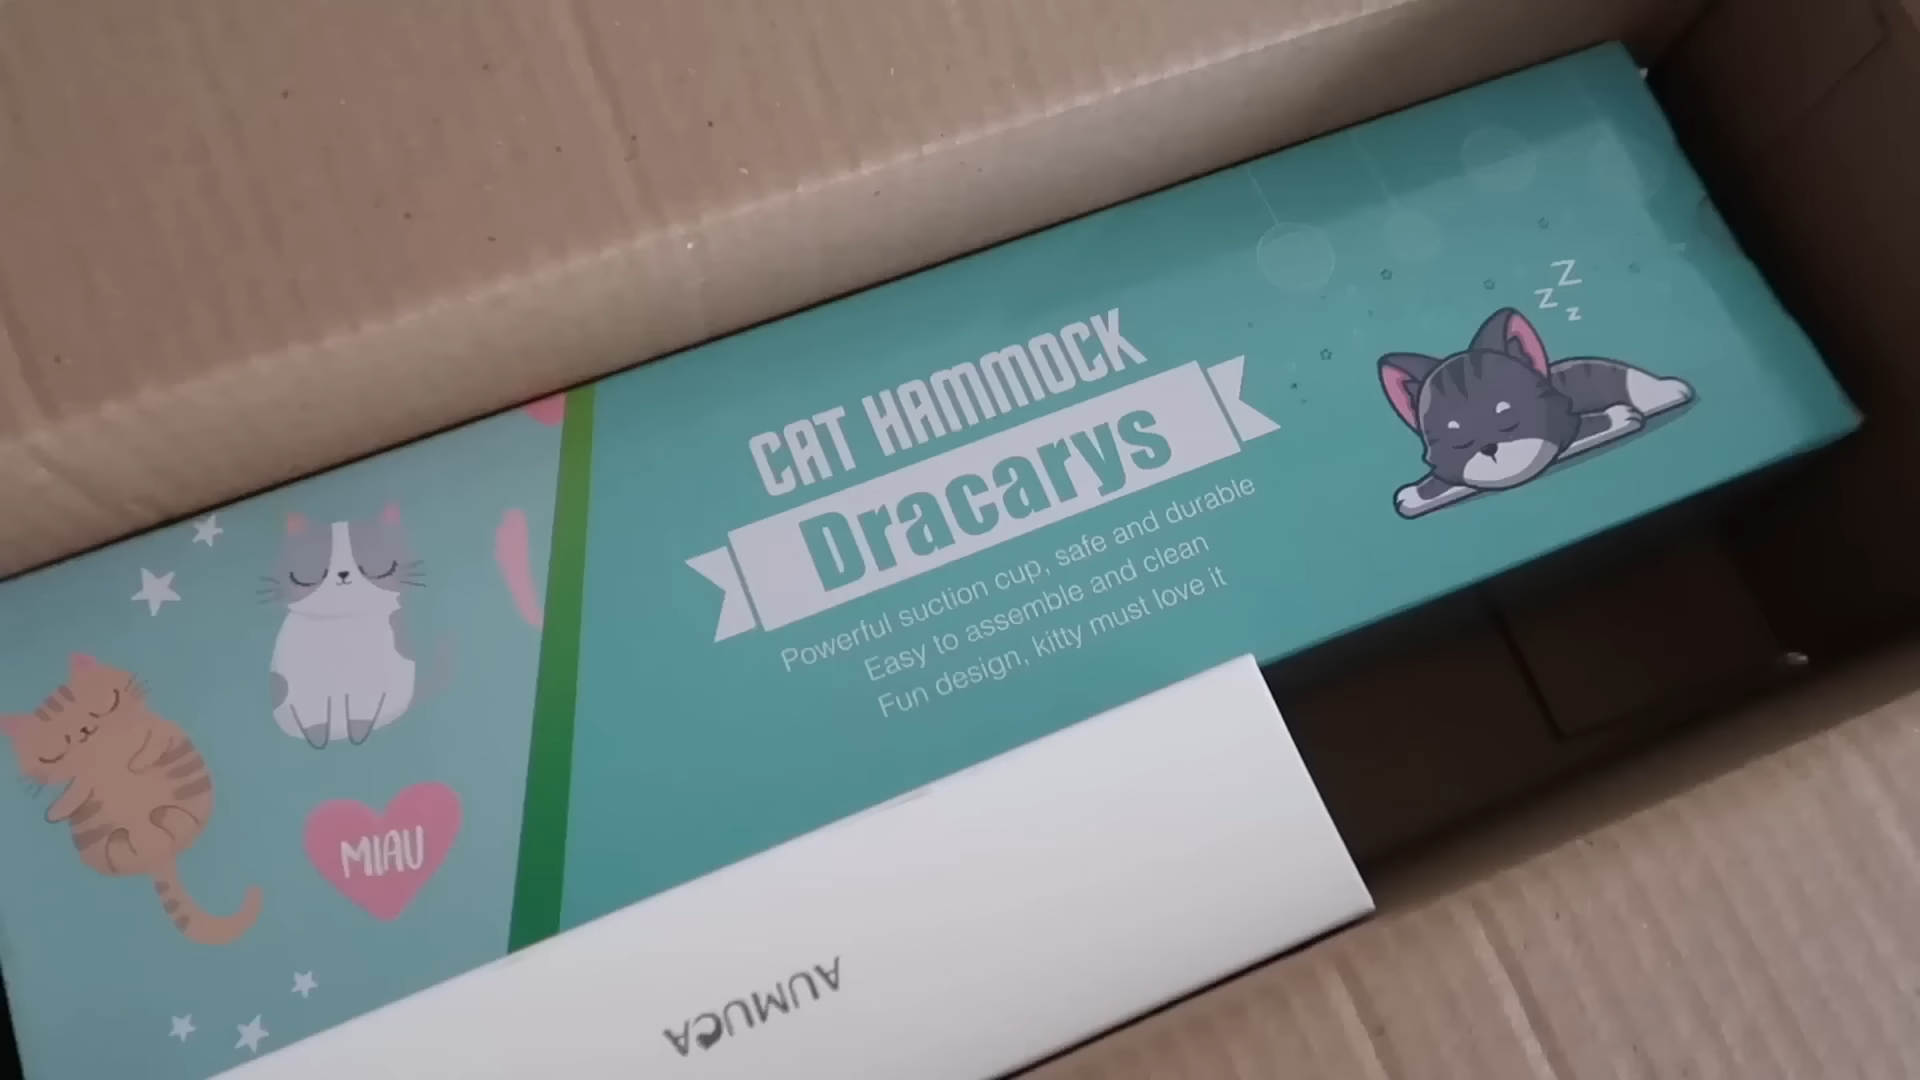 CAT HAMMOCK
Dracarys
Powerful suction cup, safe and durable
Easy to assemble and clean
Fun design, kitty must love it
MIAU
zzz
AUMUCA